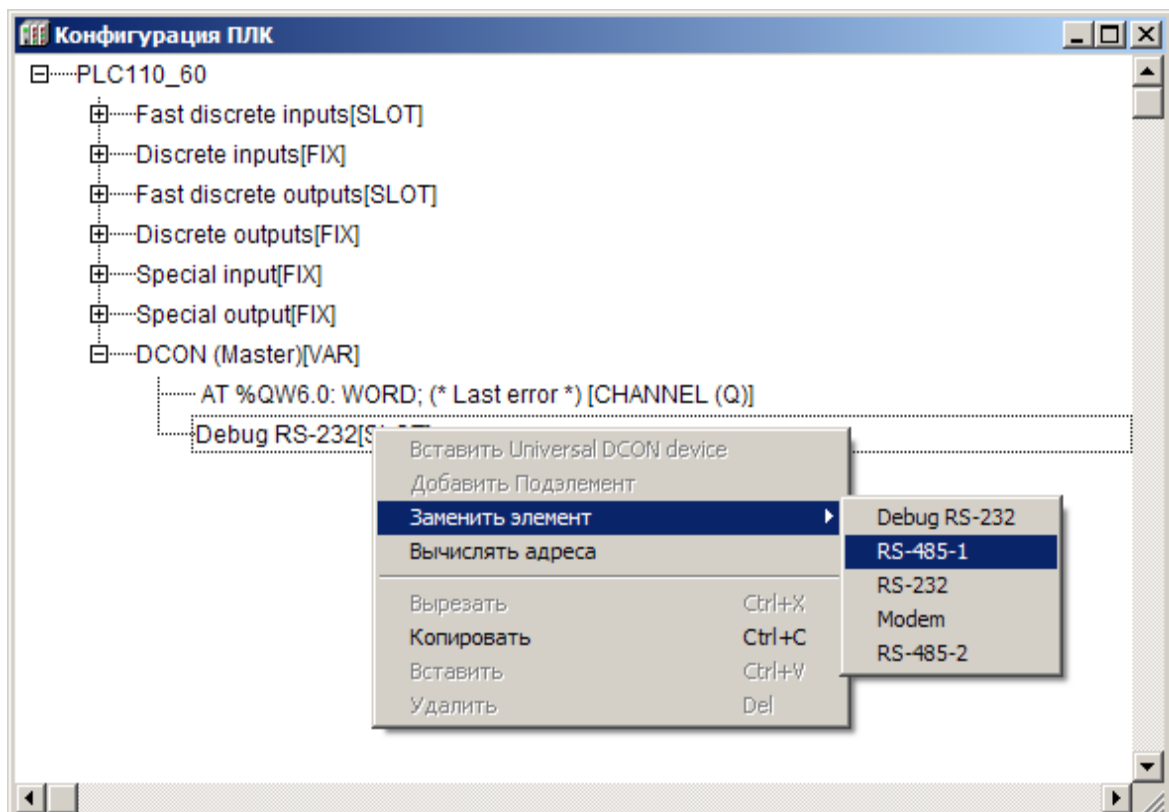 Конфигурация ПЛК
PLC110_60
Fast discrete inputs[SLOT]
Discrete inputs[FIX]
Fast discrete outputs[SLOT]
Discrete outputs[FIX]
Special input[FIX]
Special output[FIX]
DCON (Master)[VAR]
AT %QW6.0: WORD; (* Last error *) [CHANNEL (Q)]
Debug RS-232[SLOT]
Вставить Universal DCON device
Добавить Подэлемент
Заменить элемент
Вычислять адреса
Вырезать Ctrl+X
Копировать Ctrl+C
Вставить Ctrl+V
Удалить Del
Debug RS-232
RS-485-1
RS-232
Modem
RS-485-2